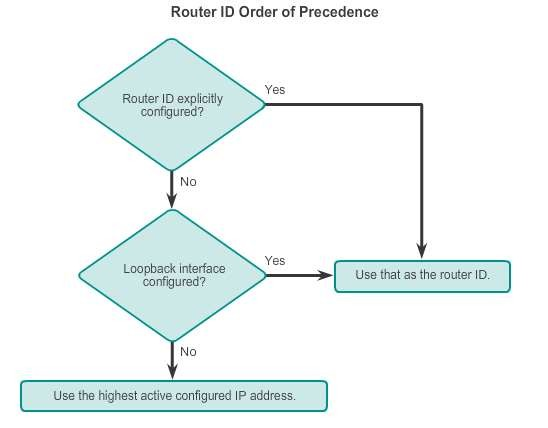 Router ID Order of Precedence
Router ID explicitly
configured?
Yes
No
Loopback interface
configured?
Yes
Use that as the router ID.
No
Use the highest active configured IP address.